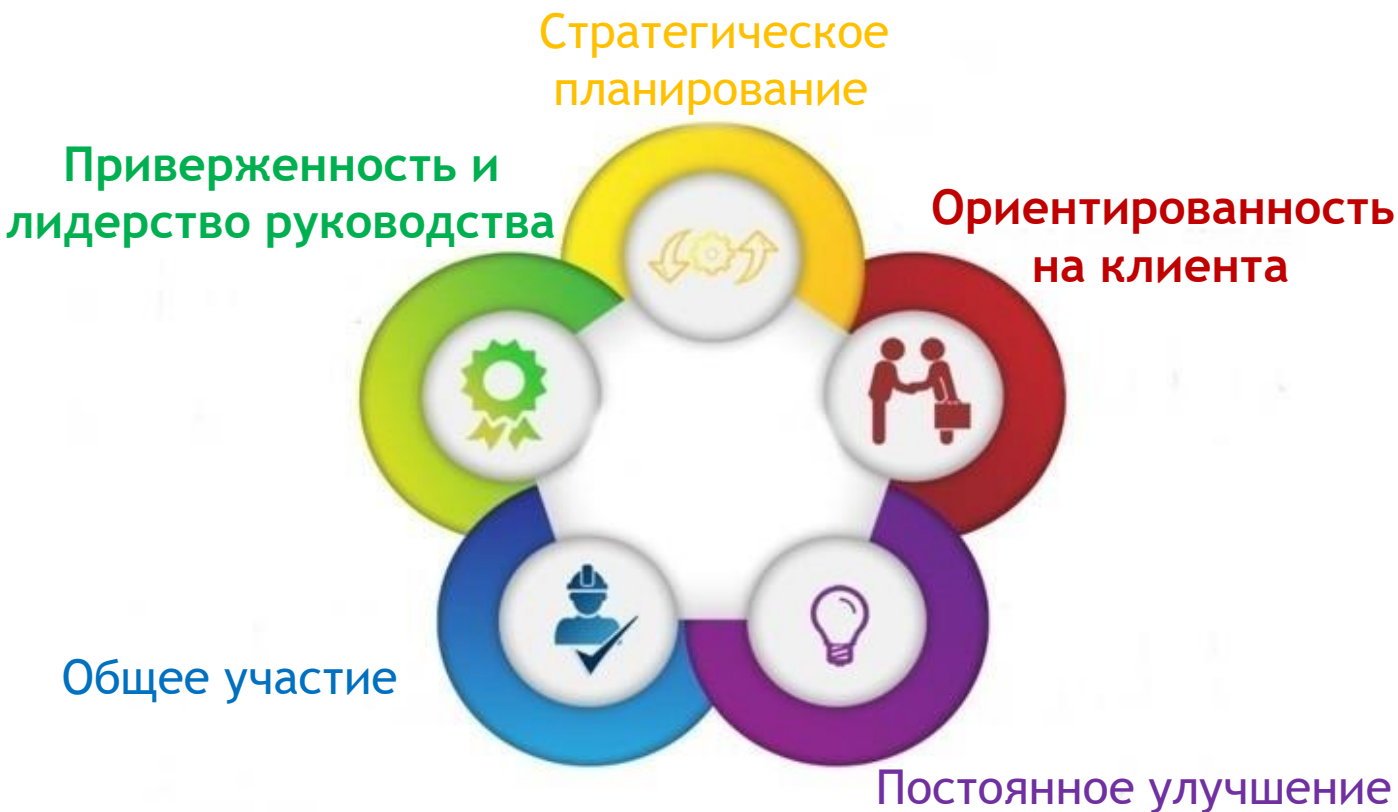 Стратегическое
планирование
Приверженность и
лидерство руководства
Ориентированность
на клиента
Общее участие
Постоянное улучшение